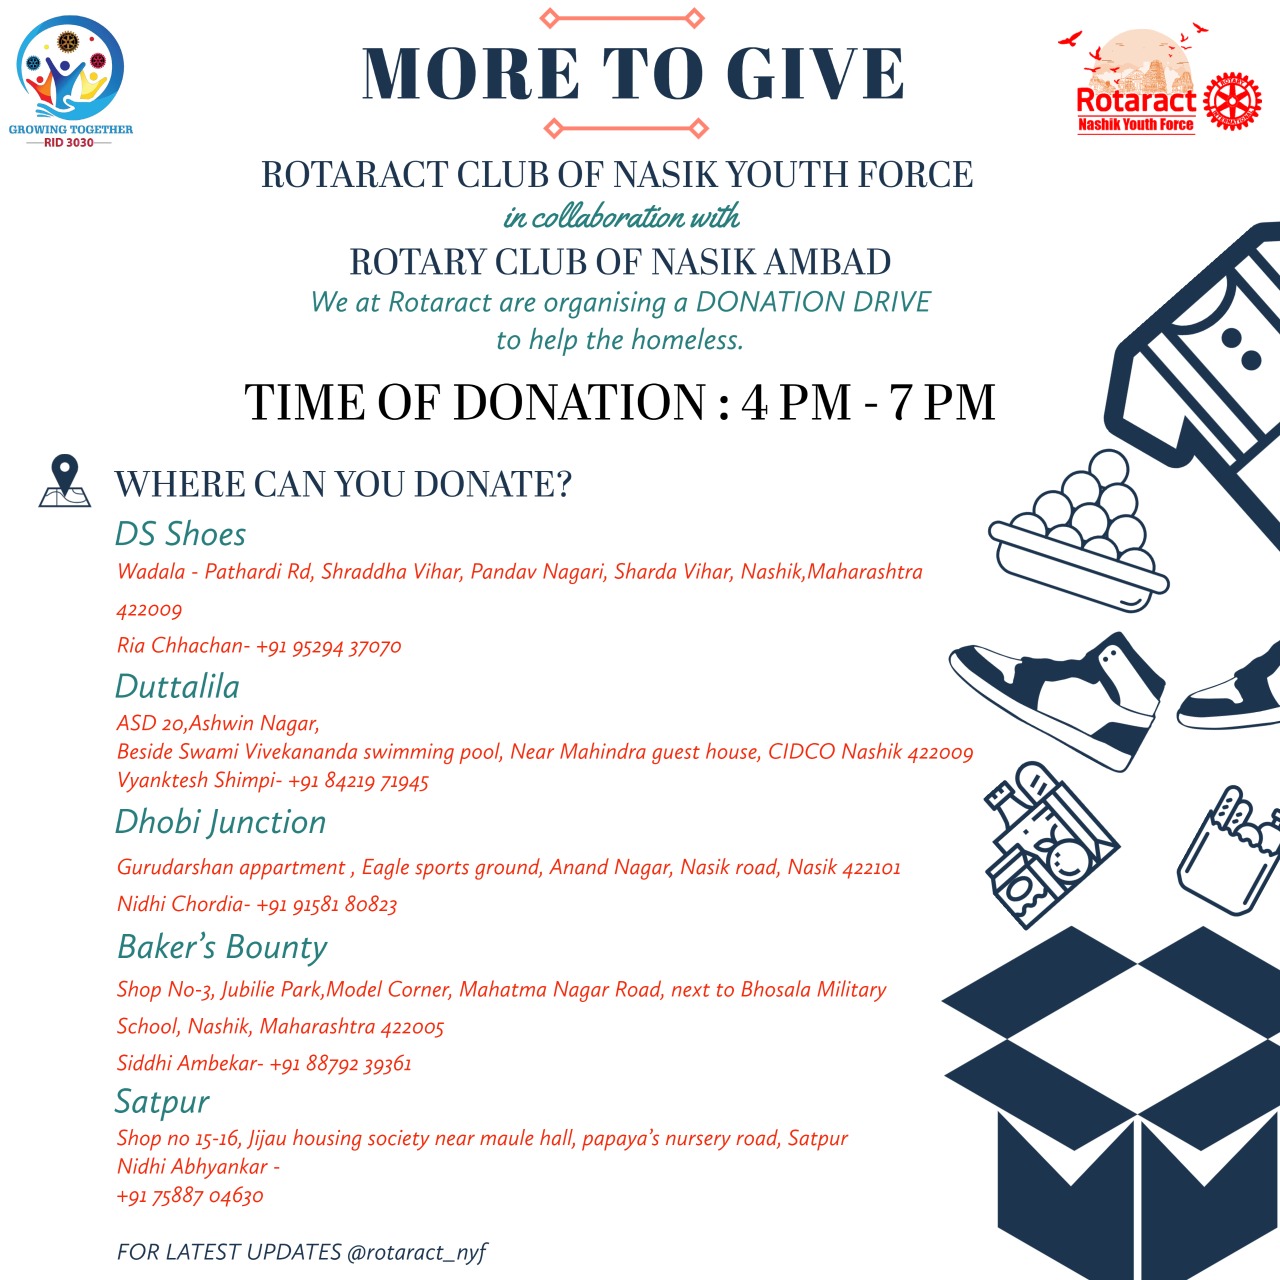 GROWING TOGETHER
RID 3030
MORE TO GIVE
Rotaract
Nashik Youth Force
ROTARY
INTERNATIONAL
ROTARACT CLUB OF NASIK YOUTH FORCE
in collaboration with
ROTARY CLUB OF NASIK AMBAD
We at Rotaract are organising a DONATION DRIVE
to help the homeless.
TIME OF DONATION : 4 PM - 7 PM
WHERE CAN YOU DONATE?
DS Shoes
Wadala - Pathardi Rd, Shraddha Vihar, Pandav Nagari, Sharda Vihar, Nashik,Maharashtra
422009
Ria Chhachan- +91 95294 37070
Duttalila
ASD 20,Ashwin Nagar,
Beside Swami Vivekananda swimming pool, Near Mahindra guest house, CIDCO Nashik 422009
Vyanktesh Shimpi- +91 84219 71945
Dhobi Junction
Gurudarshan appartment , Eagle sports ground, Anand Nagar, Nasik road, Nasik 422101
Nidhi Chordia- +91 91581 80823
Baker’s Bounty
Shop No-3, Jubilie Park,Model Corner, Mahatma Nagar Road, next to Bhosala Military
School, Nashik, Maharashtra 422005
Siddhi Ambekar- +91 88792 39361
Satpur
Shop no 15-16, Jijau housing society near maule hall, papaya’s nursery road, Satpur
Nidhi Abhyankar -
+91 75887 04630
FOR LATEST UPDATES @rotaract_nyf